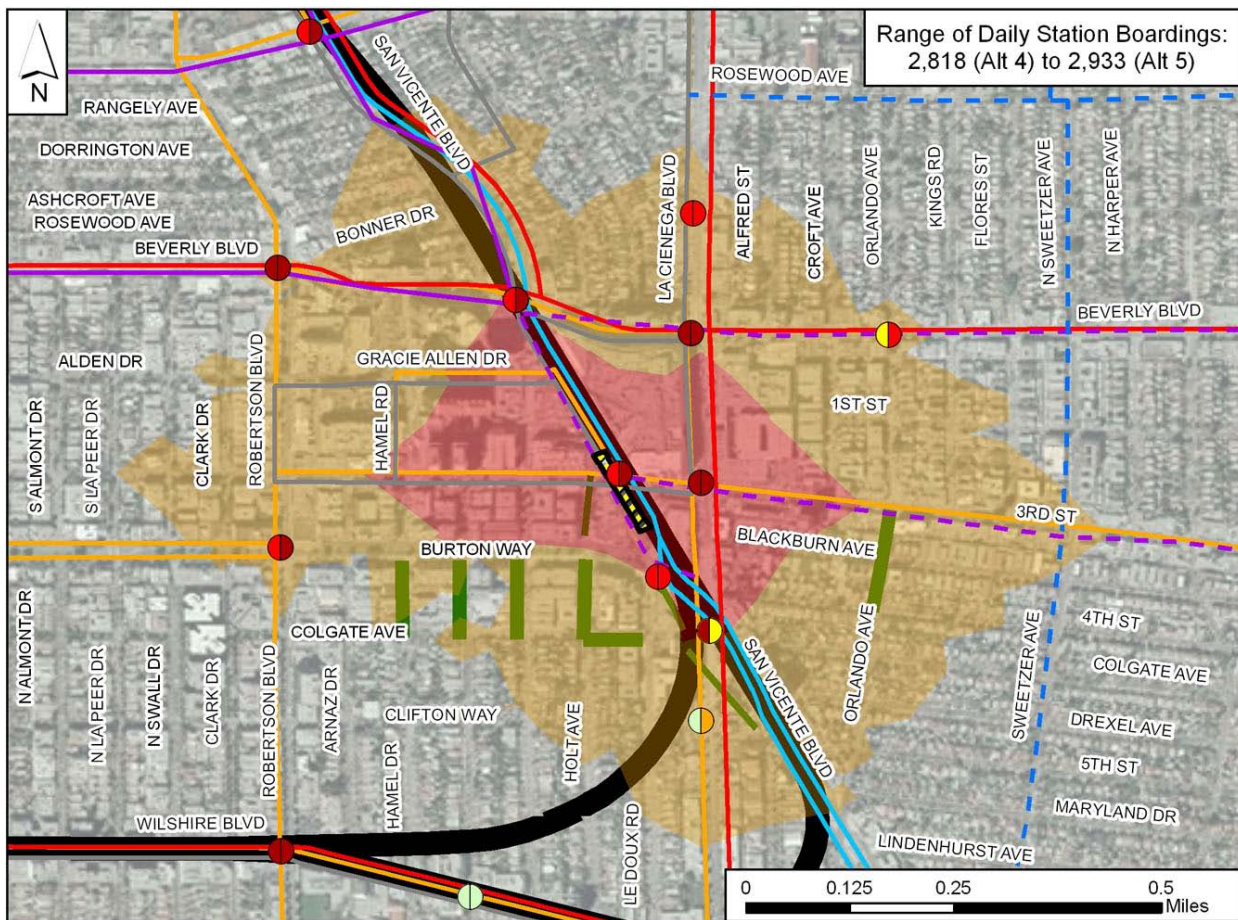 Range of Daily Station Boardings:
2,818 (Alt 4) to 2,933 (Alt 5)
N
SAN VICENTE BLVD
ROSEWOOD AVE
RANGELY AVE
DORRINGTON AVE
ASHCROFT AVE
ROSEWOOD AVE
BONNER DR
BEVERLY BLVD
LA CIENEGA BLVD
ALFRED ST
CROFT AVE
ORLANDO AVE
KINGS RD
FLORES ST
N SWEETZER AVE
N HARPER AVE
BEVERLY BLVD
ALDEN DR
GRACIE ALLEN DR
S ALMONT DR
S LA PEER DR
CLARK DR
ROBERTSON BLVD
HAMEL RD
1ST ST
3RD ST
BURTON WAY
BLACKBURN AVE
N ALMONT DR
N LA PEER DR
N SWALL DR
CLARK DR
ROBERTSON BLVD
COLGATE AVE
ARNAZ DR
HAMEL DR
CLIFTON WAY
HOLT AVE
LE DOUX RD
SAN VICENTE BLVD
ORLANDO AVE
SWEETZER AVE
4TH ST
COLGATE AVE
DREXEL AVE
5TH ST
MARYLAND DR
WILSHIRE BLVD
LINDENHURST AVE
0 0.125 0.25 0.5
Miles